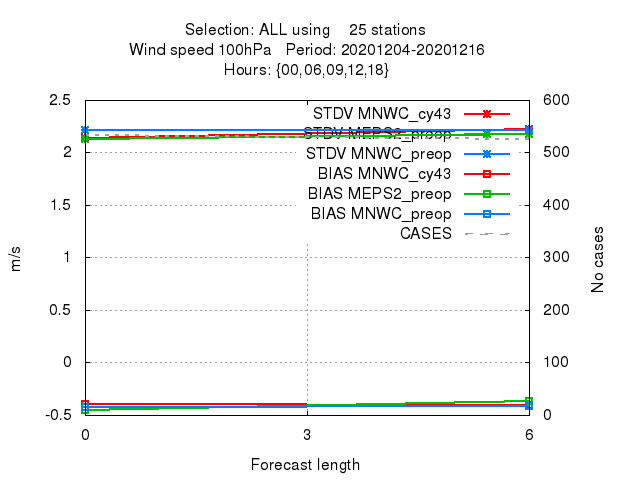 Selection: ALL using 25 stations
Wind speed 100hPa Period: 20201204-20201216
Hours: {00,06,09,12,18}
2.5
2
1.5
1
0.5
0
-0.5
m/s
600
500
400
300
200
100
0
No cases
STDV MNWC_cy43
STDV MEPS2_preop
STDV MNWC_preop
BIAS MNWC_cy43
BIAS MEPS2_preop
BIAS MNWC_preop
CASES
0 3 6
Forecast length